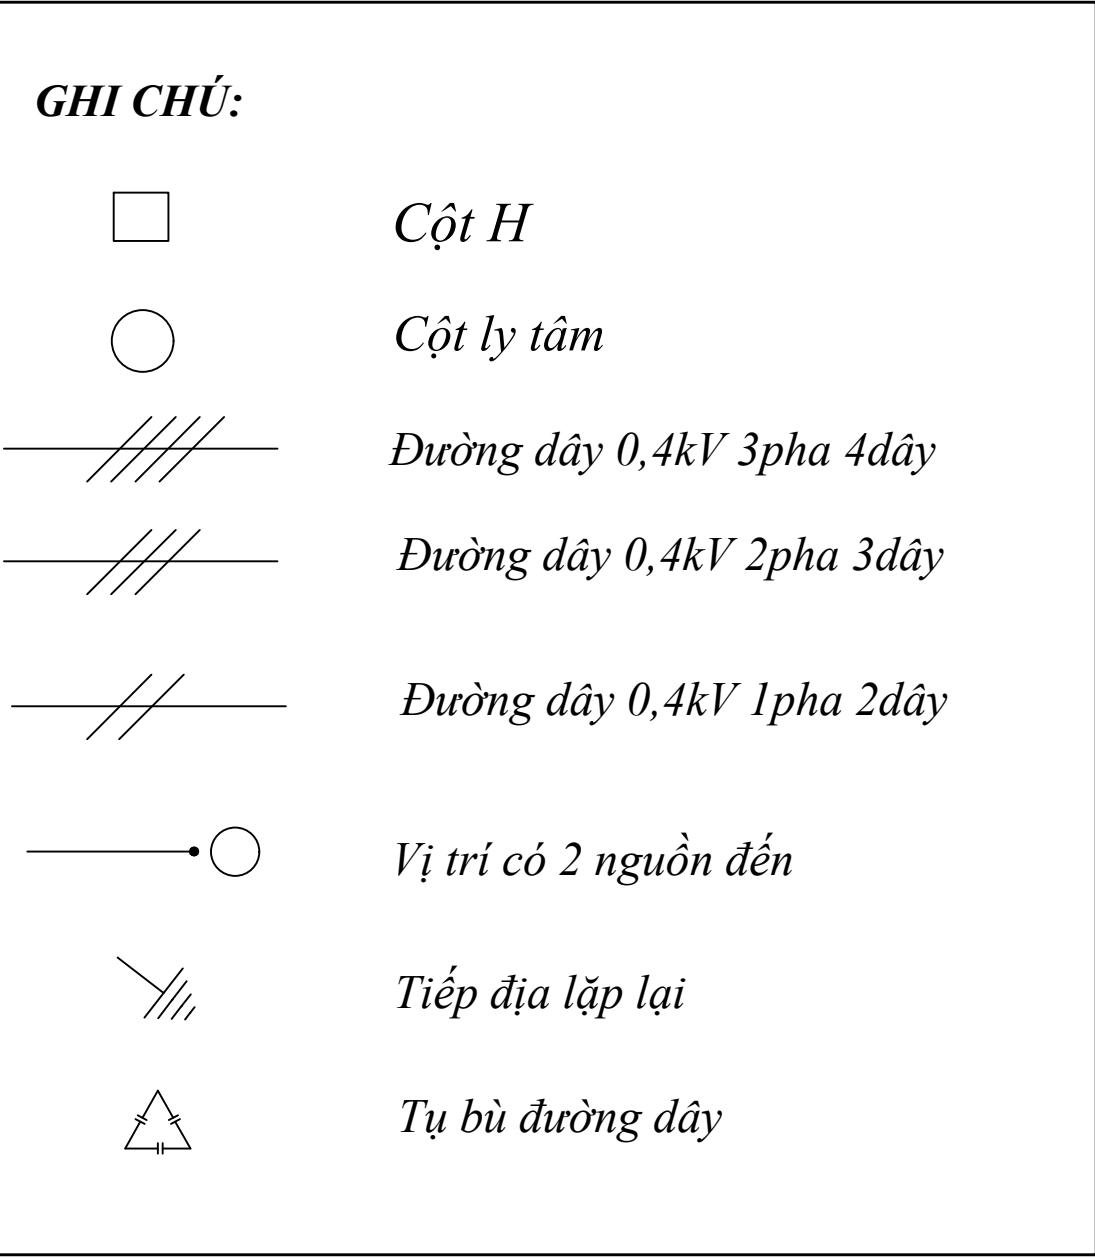 GHI CHÚ:
Cột H
Cột ly tâm
Đường dây 0,4kV 3pha 4dây
Đường dây 0,4kV 2pha 3dây
Đường dây 0,4kV 1pha 2dây
Vị trí có 2 nguồn đến
Tiếp địa lặp lại
Tụ bù đường dây